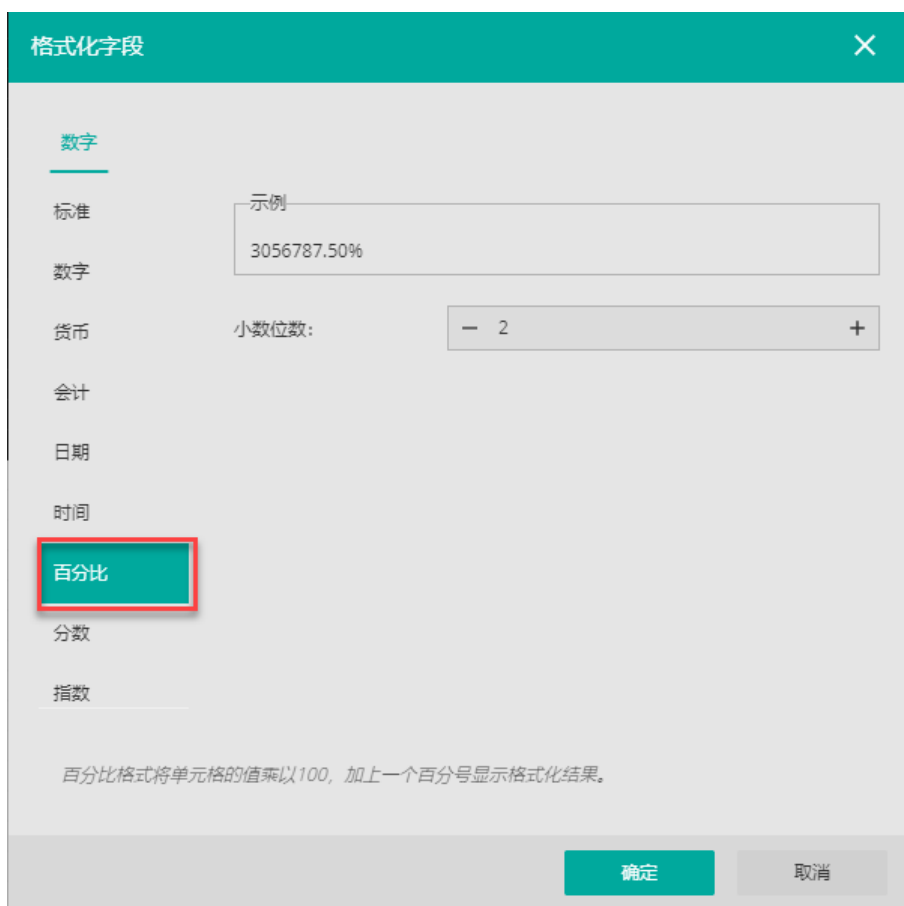 格式化字段
数字
标准
示例
3056787.50%
数字
货币
小数位数:
2
会计
日期
时间
百分比
分数
指数
百分比格式将单元格的值乘以100，加上一个百分号显示格式化结果。
确定
取消